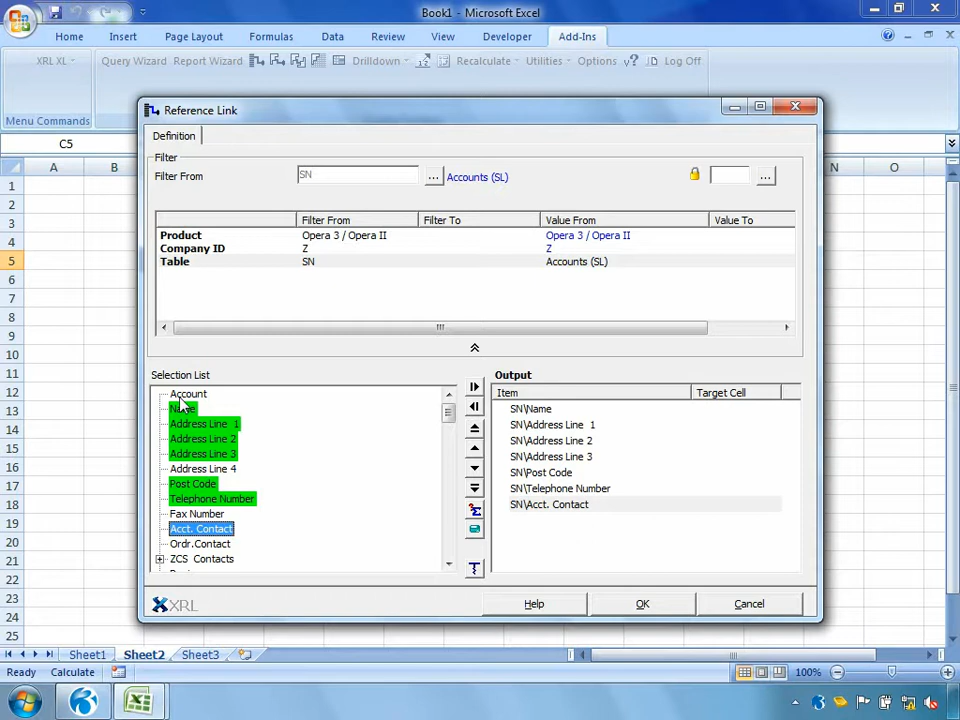 Book1 - Microsoft Excel
Home Insert Page Layout Formulas Data Review View Developer Add-Ins
XRL XL Query Wizard Report Wizard Drilldown Recalculate Utilities Options Log Off
Menu Commands
C5
A B N O
1
2
3
4
5
6
7
8
9
10
11
12
13
14
15
16
17
18
19
20
21
22
23
24
25
Reference Link
Definition
Filter
Filter From SN ... Accounts (SL) ...
Filter From Filter To Value From Value To
Product Opera 3 / Opera II Opera 3 / Opera II
Company ID Z Z
Table SN Accounts (SL)
Selection List
Account
Name
Address Line 1
Address Line 2
Address Line 3
Address Line 4
Post Code
Telephone Number
Fax Number
Acct. Contact
Ordr.Contact
ZCS Contacts
Output
Item Target Cell
SN\Name
SN\Address Line 1
SN\Address Line 2
SN\Address Line 3
SN\Post Code
SN\Telephone Number
SN\Acct. Contact
XRL
Help OK Cancel
Sheet1 Sheet2 Sheet3
Ready Calculate 100%